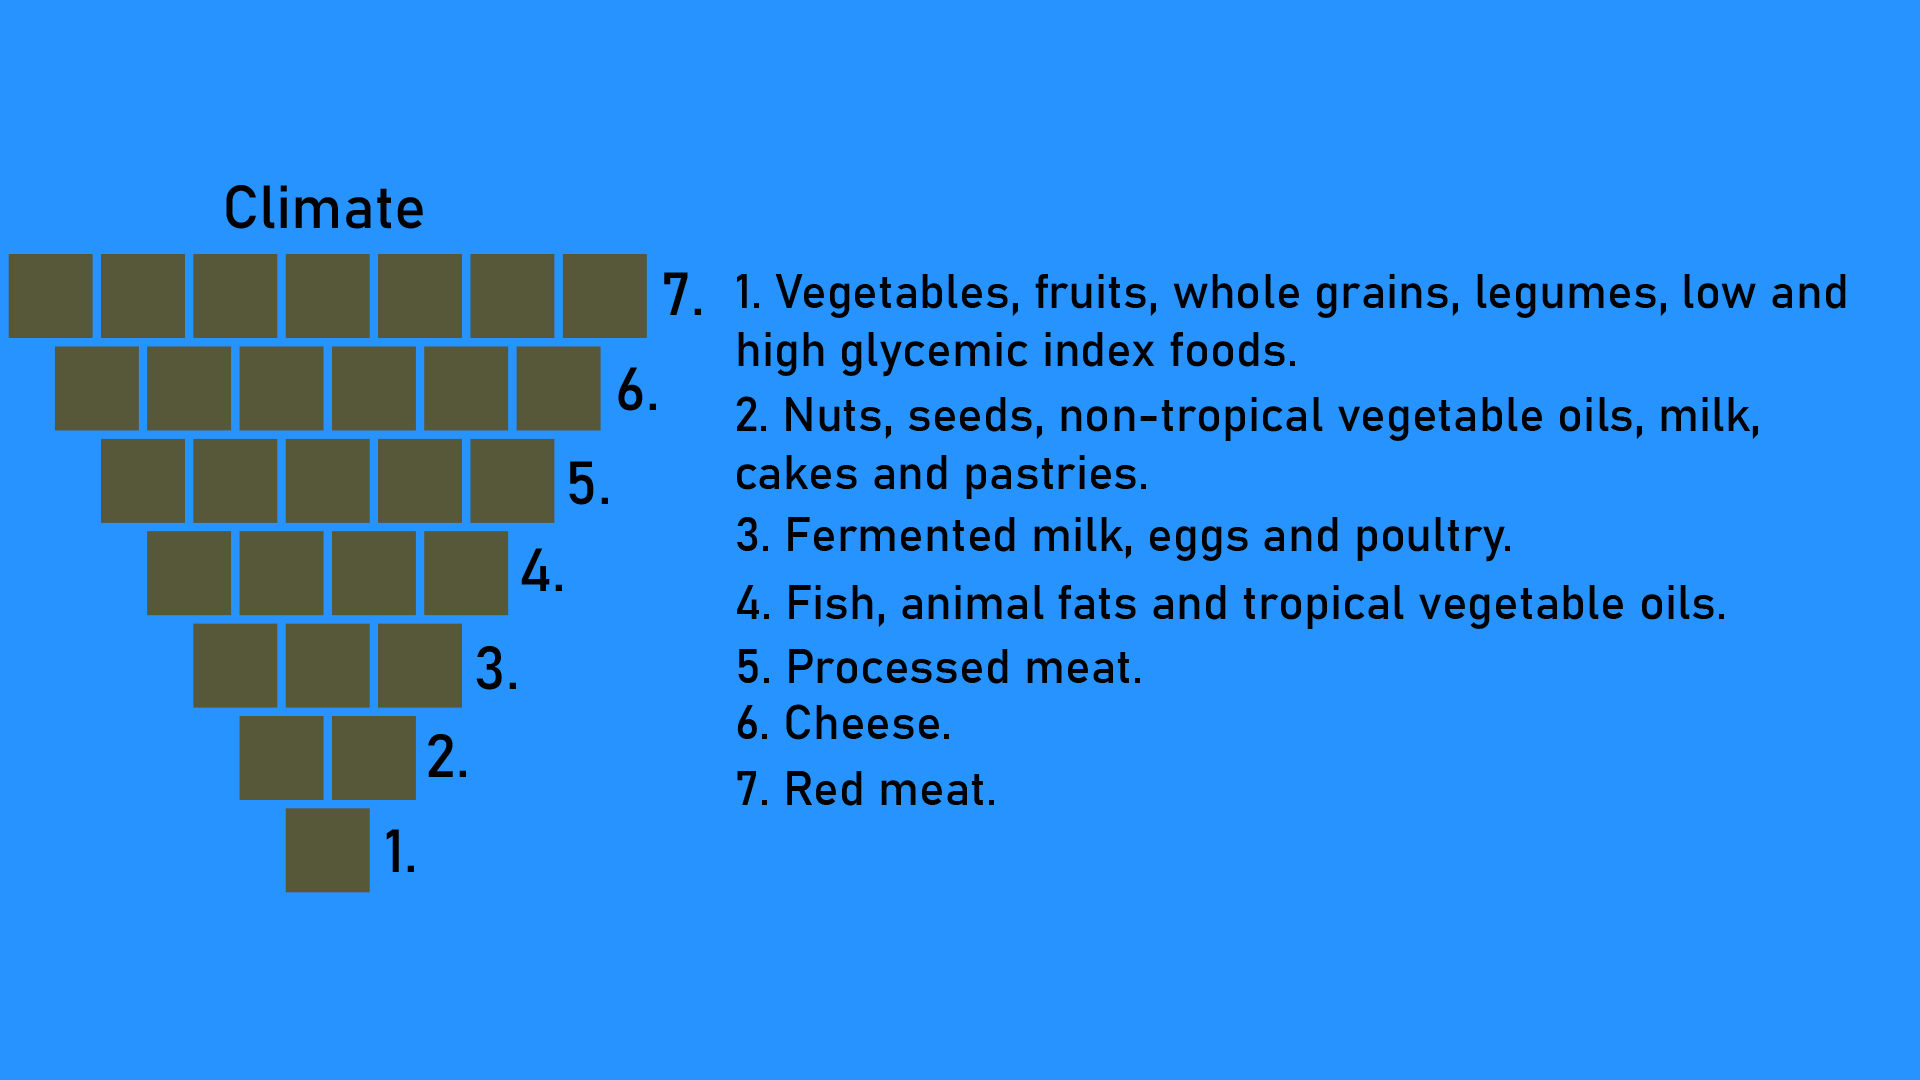 Climate
7.
6.
5.
4.
3.
2.
1.
1. Vegetables, fruits, whole grains, legumes, low and
high glycemic index foods.
2. Nuts, seeds, non-tropical vegetable oils, milk,
cakes and pastries.
3. Fermented milk, eggs and poultry.
4. Fish, animal fats and tropical vegetable oils.
5. Processed meat.
6. Cheese.
7. Red meat.